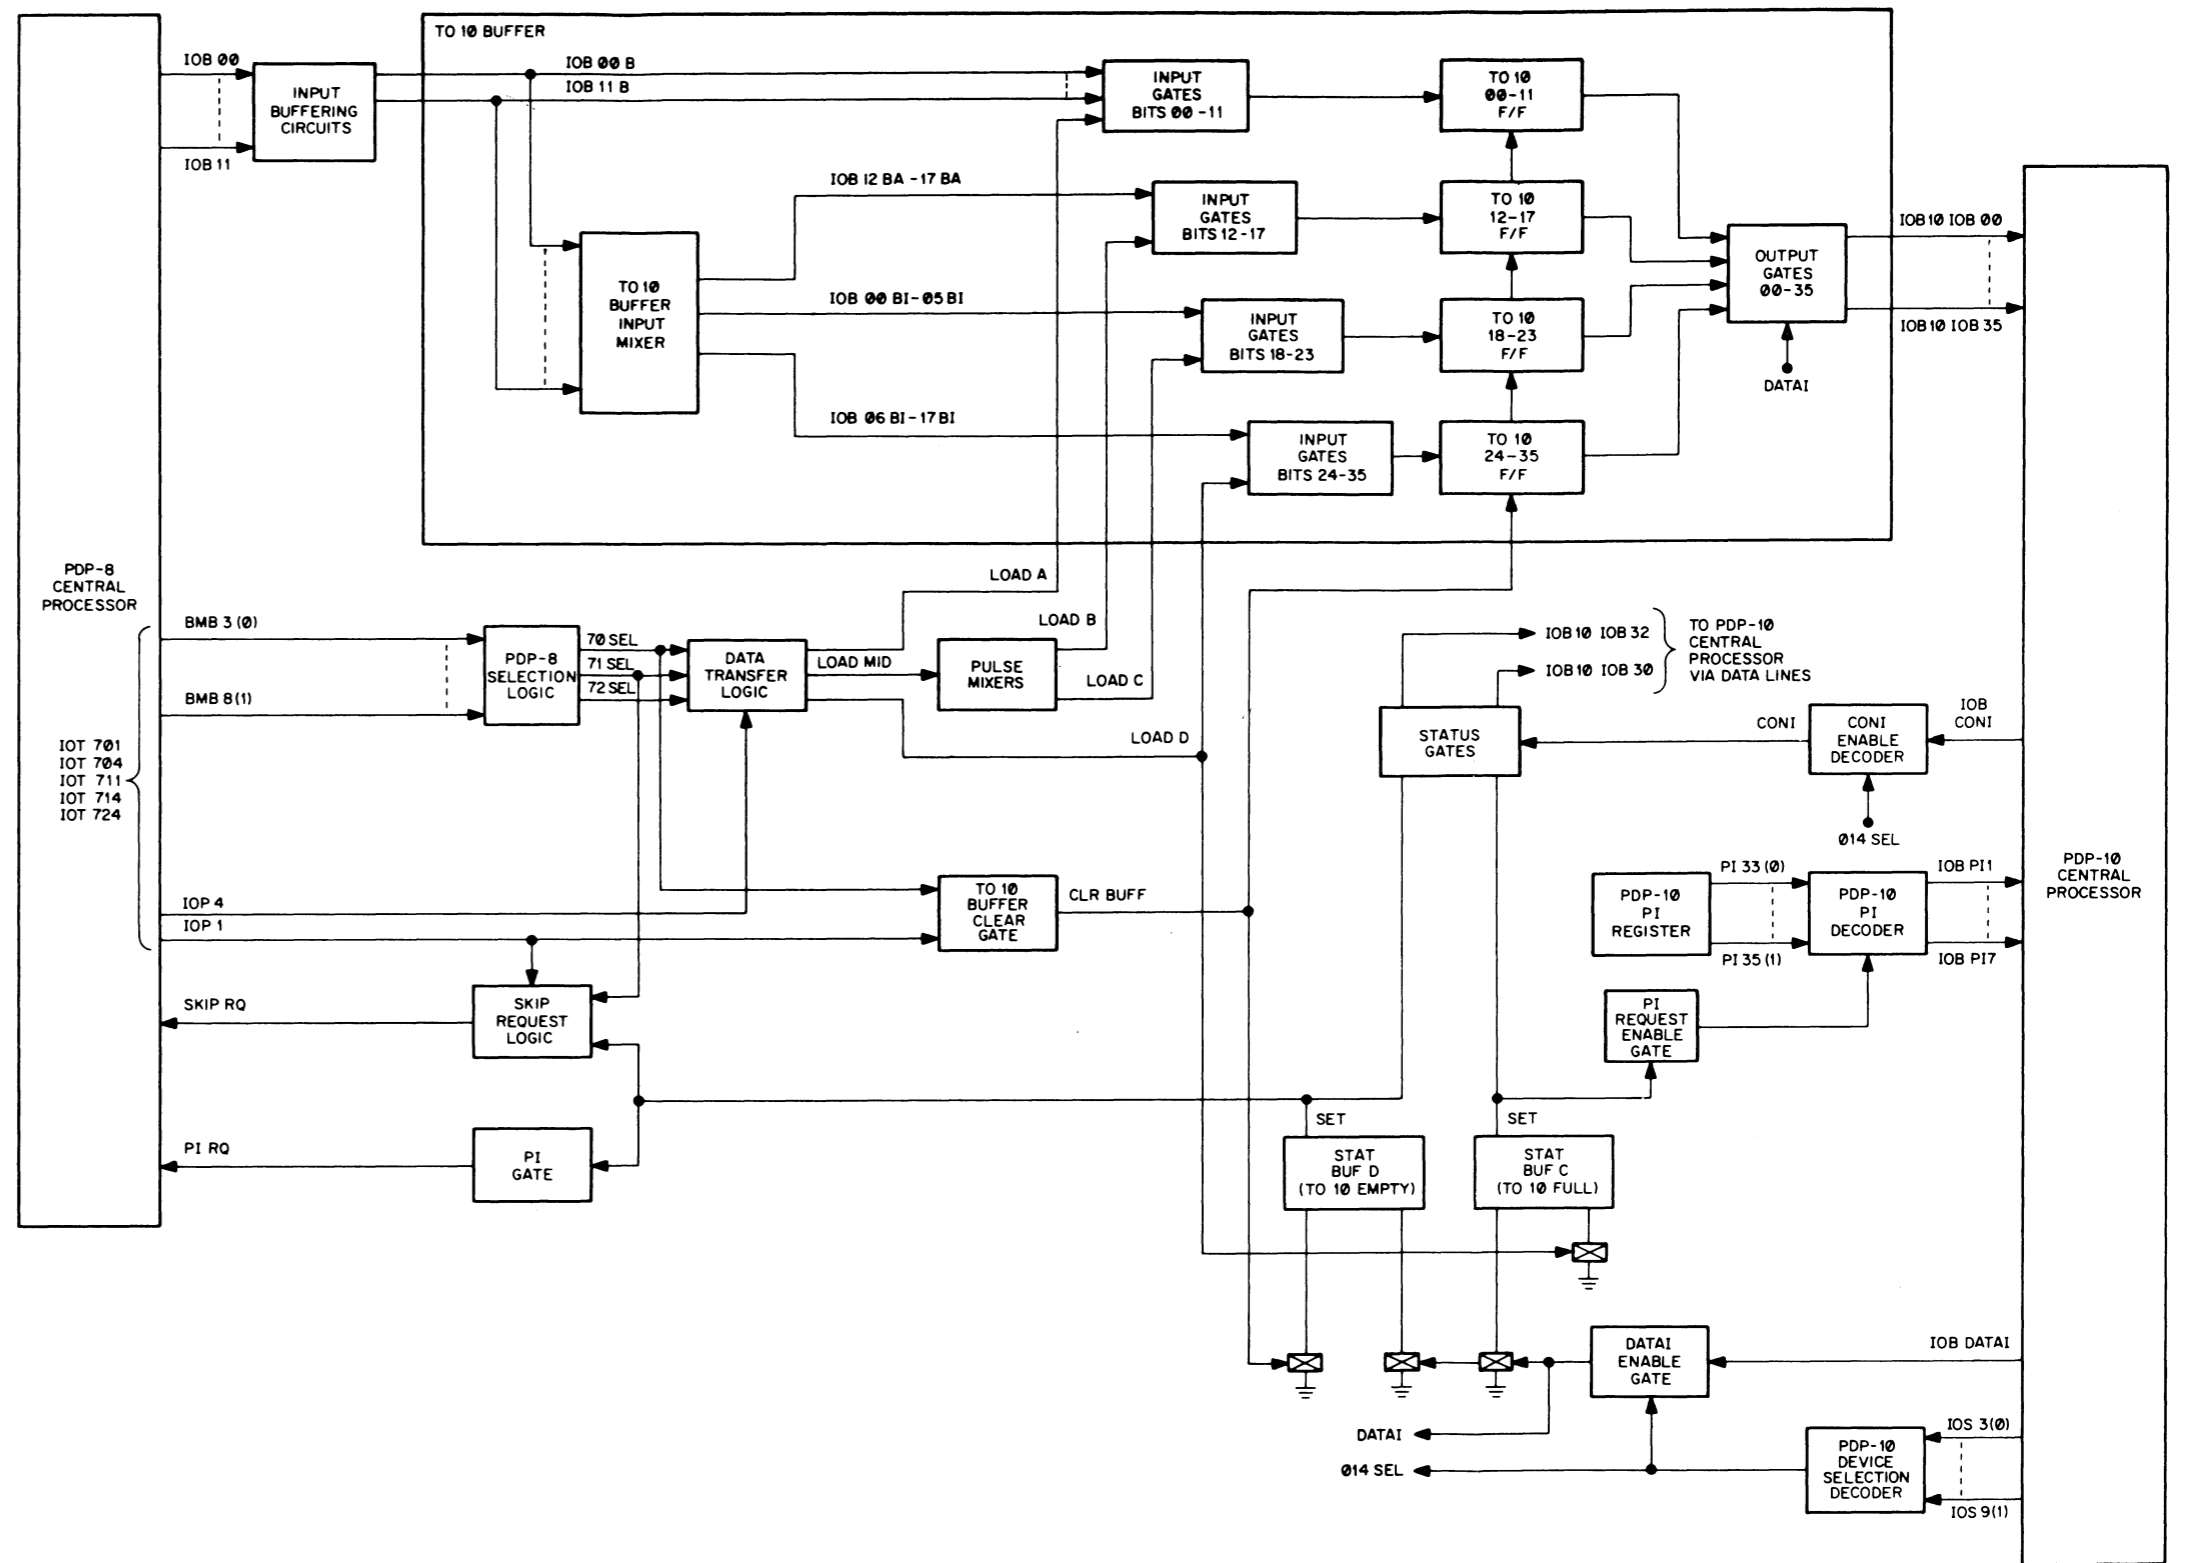 TO 10 BUFFER
IOB 00
IOB 11
INPUT
BUFFERING
CIRCUITS
IOB 00 B
IOB 11 B
INPUT
GATES
BITS 00-11
TO 10
00-11
F/F
IOB 12 BA -17 BA
INPUT
GATES
BITS 12-17
TO 10
12-17
F/F
TO 10
BUFFER
INPUT
MIXER
IOB 00 BI-05 BI
INPUT
GATES
BITS 18-23
TO 10
18-23
F/F
IOB 06 BI-17 BI
INPUT
GATES
BITS 24-35
TO 10
24-35
F/F
OUTPUT
GATES
00-35
DATAI
IOB10 IOB 00
IOB10 IOB 35
PDP-8
CENTRAL
PROCESSOR
BMB 3 (0)
BMB 8(1)
IOT 701
IOT 704
IOT 711
IOT 714
IOT 724
IOP 4
IOP 1
PDP-8
SELECTION
LOGIC
70 SEL
71 SEL
72 SEL
DATA
TRANSFER
LOGIC
LOAD A
LOAD MID
PULSE
MIXERS
LOAD B
LOAD C
LOAD D
TO 10
BUFFER
CLEAR
GATE
CLR BUFF
SKIP RQ
SKIP
REQUEST
LOGIC
PI RQ
PI
GATE
IOB10 IOB 32
IOB10 IOB 30
TO PDP-10
CENTRAL
PROCESSOR
VIA DATA LINES
STATUS
GATES
CONI
CONI
ENABLE
DECODER
IOB
CONI
014 SEL
PDP-10
PI
REGISTER
PI 33 (0)
PI 35 (1)
PDP-10
PI
DECODER
IOB PI1
IOB PI7
PDP-10
CENTRAL
PROCESSOR
PI
REQUEST
ENABLE
GATE
SET
STAT
BUF D
(TO 10 EMPTY)
SET
STAT
BUF C
(TO 10 FULL)
DATAI
ENABLE
GATE
IOB DATAI
DATAI
014 SEL
PDP-10
DEVICE
SELECTION
DECODER
IOS 3(0)
IOS 9(1)